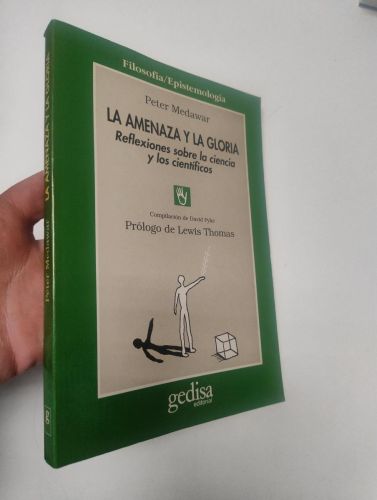 Filosofía/Epistemología
Peter Medawar
LA AMENAZA Y LA GLORIA
Reflexiones sobre la ciencia
y los científicos
Compilación de David Pyke
Prólogo de Lewis Thomas
gedisa
editorial
LA AMENAZA Y LA GLORIA
Peter Medawar